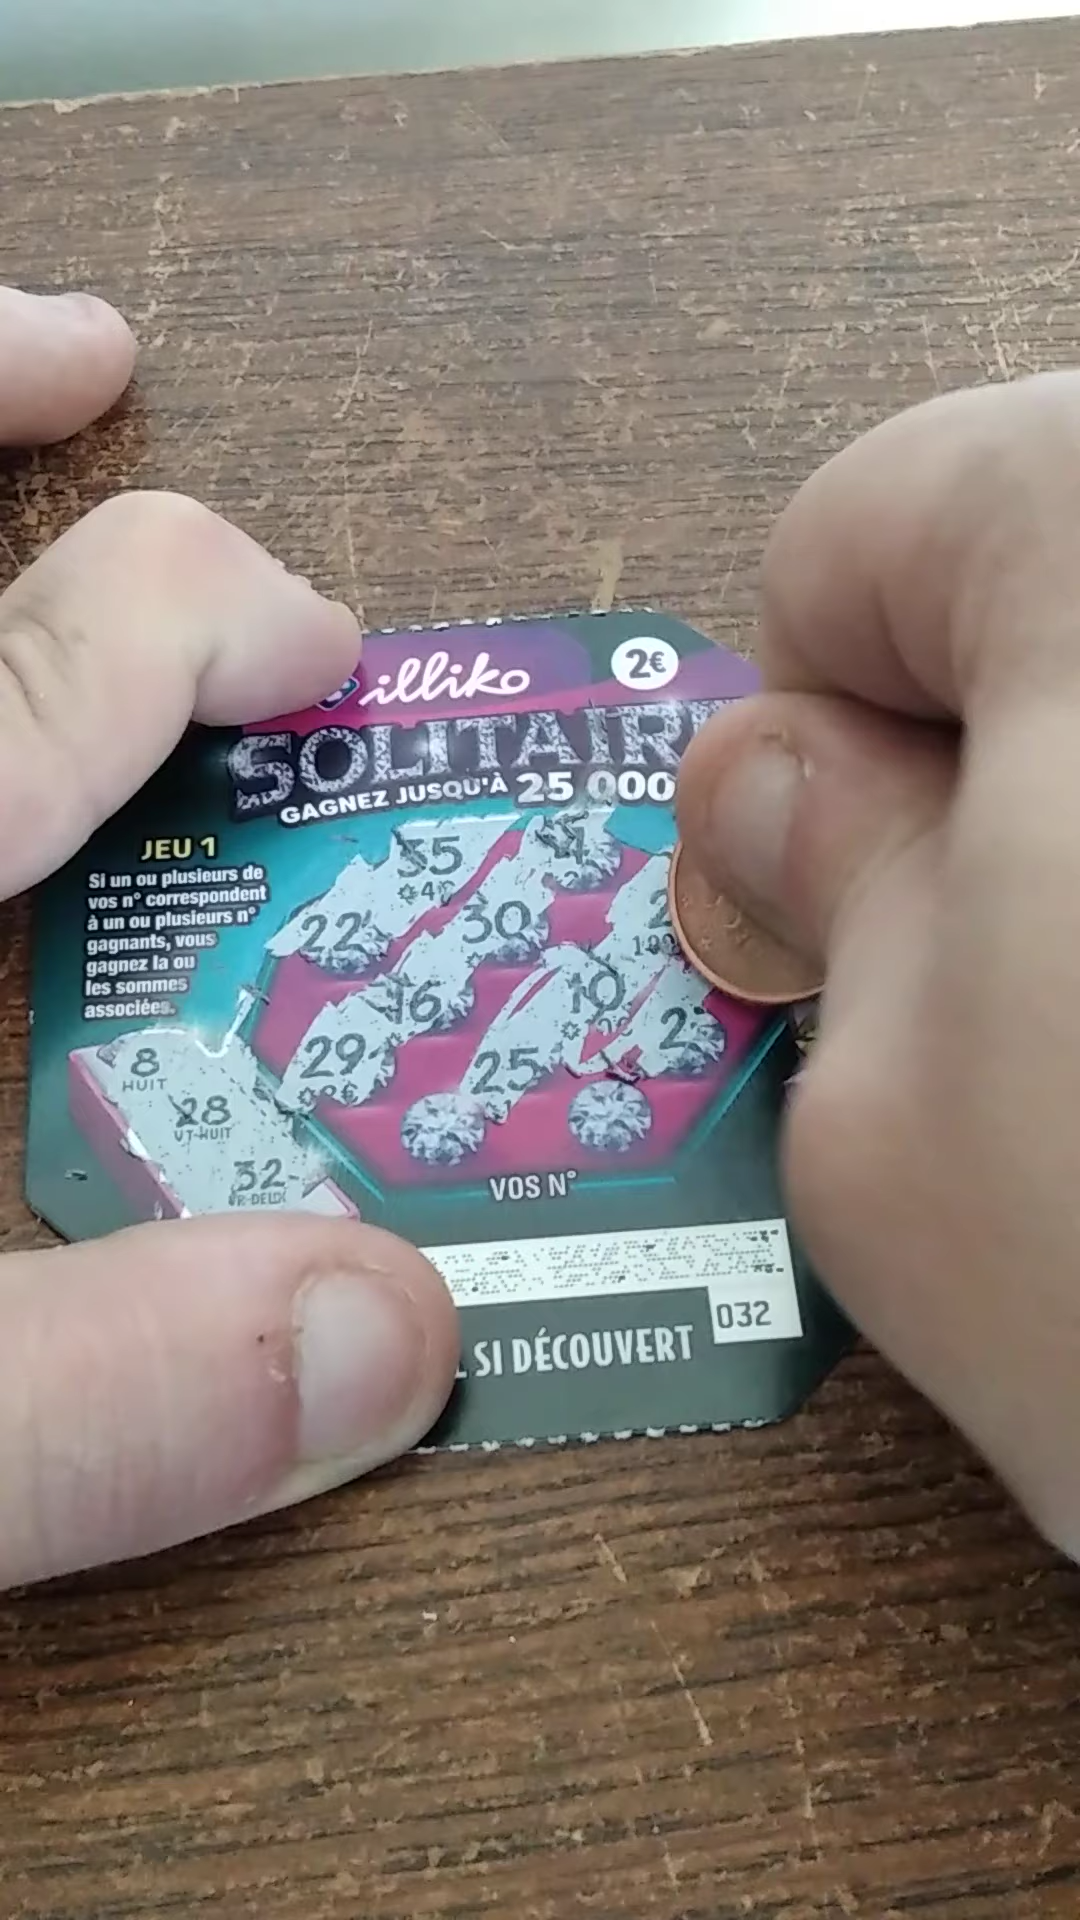 illiko
2€
SOLITAIR
GAGNEZ JUSQU'À 25 000
JEU 1
Si un ou plusieurs de
vos n° correspondent
à un ou plusieurs n°
gagnants, vous
gagnez la ou
les sommes
associées.
35
22
30
16
10
29
25
8
HUIT
28
VT-HUIT
32
VOS N°
032
SI DÉCOUVERT